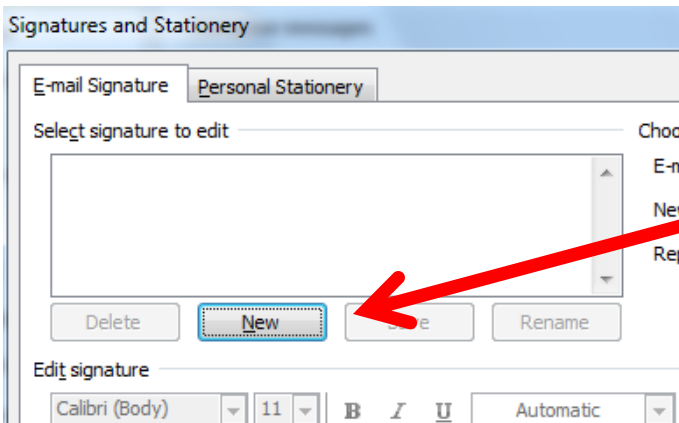 Signatures and Stationery
E-mail Signature Personal Stationery
Select signature to edit
Delete New Rename
Edit signature
Calibri (Body) 11 B I U Automatic